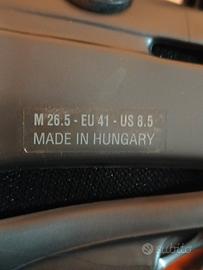 M 26.5 - EU 41 - US 8.5
MADE IN HUNGARY
subito